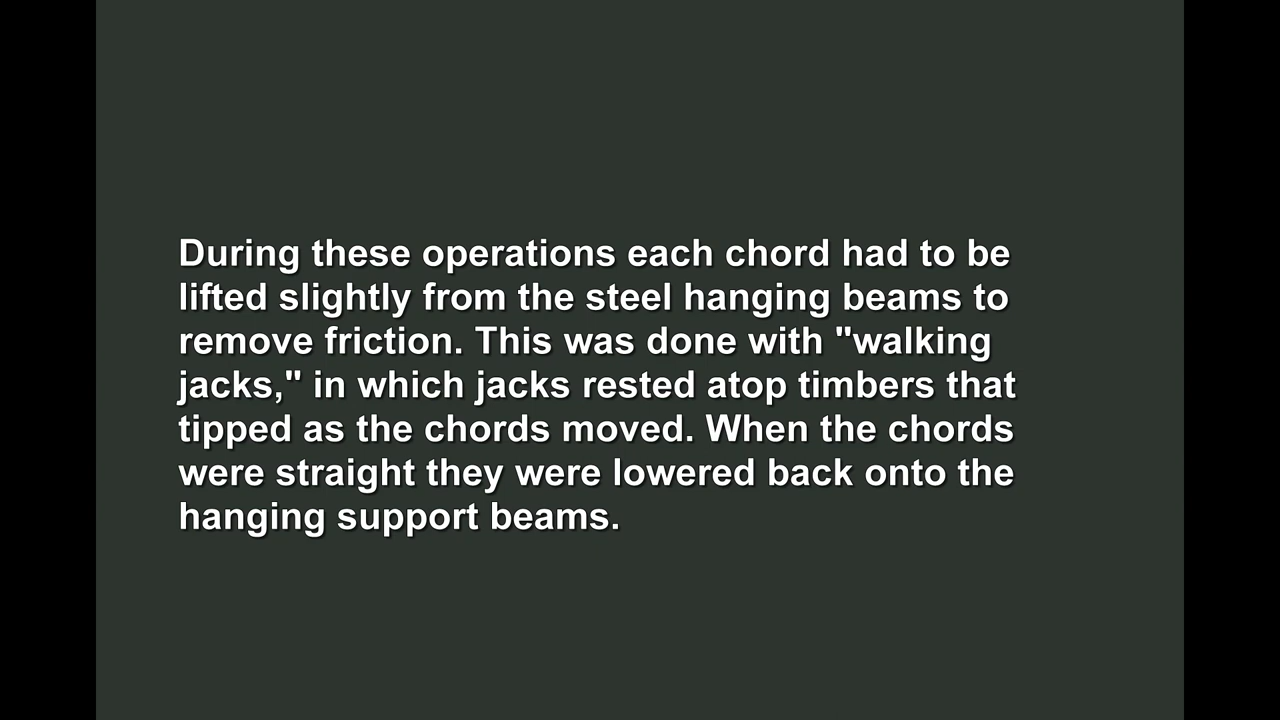 During these operations each chord had to be
lifted slightly from the steel hanging beams to
remove friction. This was done with "walking
jacks," in which jacks rested atop timbers that
tipped as the chords moved. When the chords
were straight they were lowered back onto the
hanging support beams.